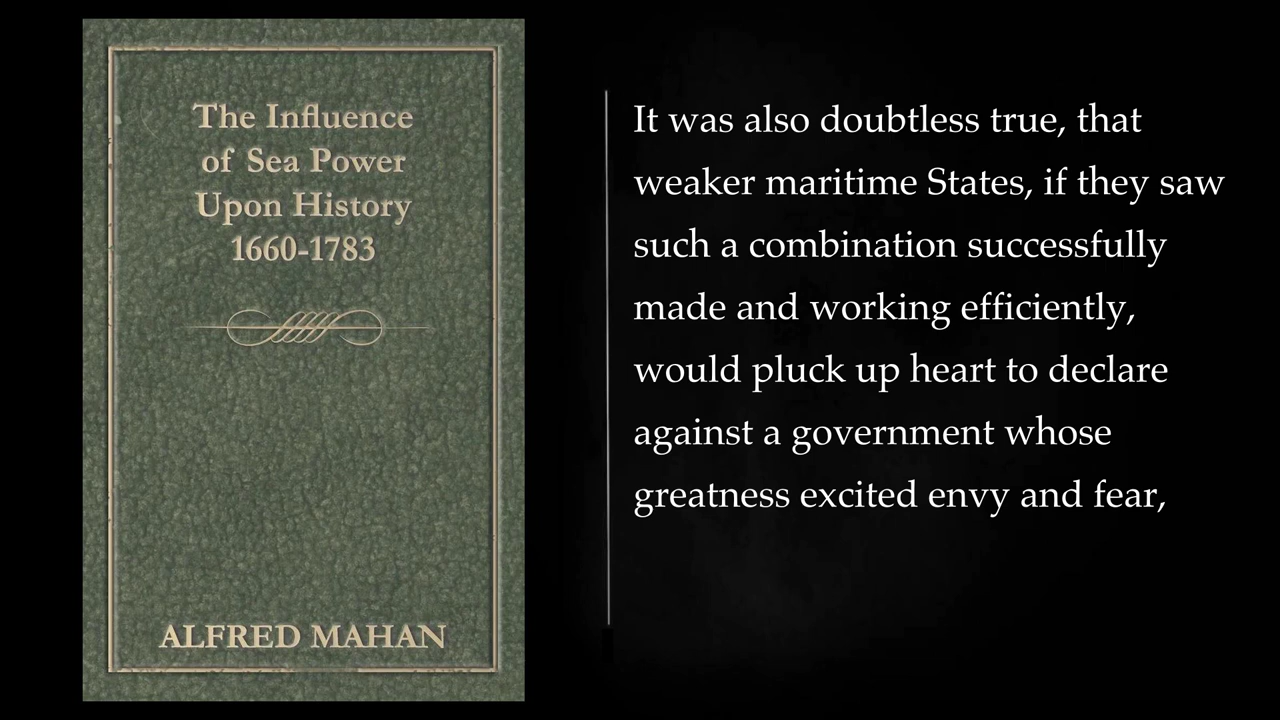 The Influence
of Sea Power
Upon History
1660-1783
ALFRED MAHAN
It was also doubtless true, that
weaker maritime States, if they saw
such a combination successfully
made and working efficiently,
would pluck up heart to declare
against a government whose
greatness excited envy and fear,